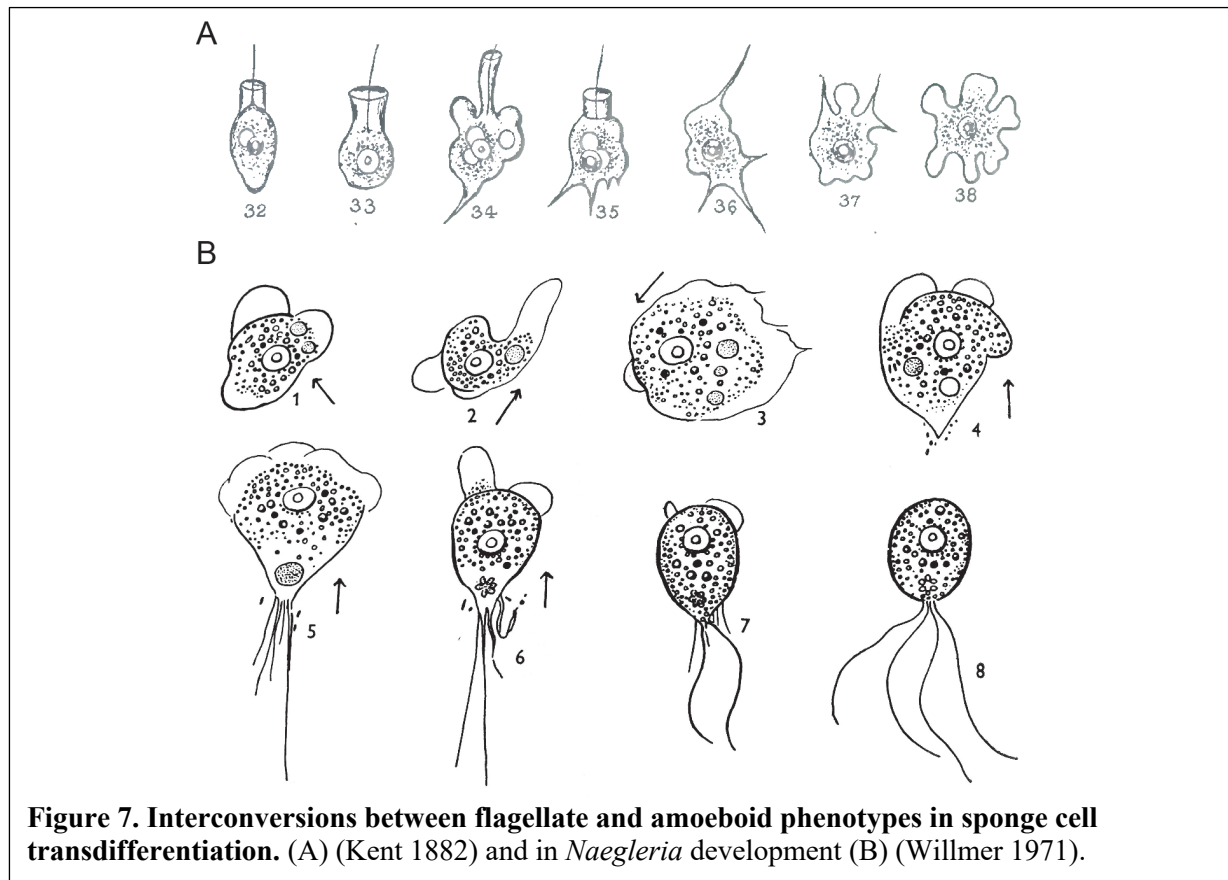 A
32 33 34 35 36 37 38
B
1 2 3 4
5 6 7 8
Figure 7. Interconversions between flagellate and amoeboid phenotypes in sponge cell
transdifferentiation. (A) (Kent 1882) and in Naegleria development (B) (Willmer 1971).